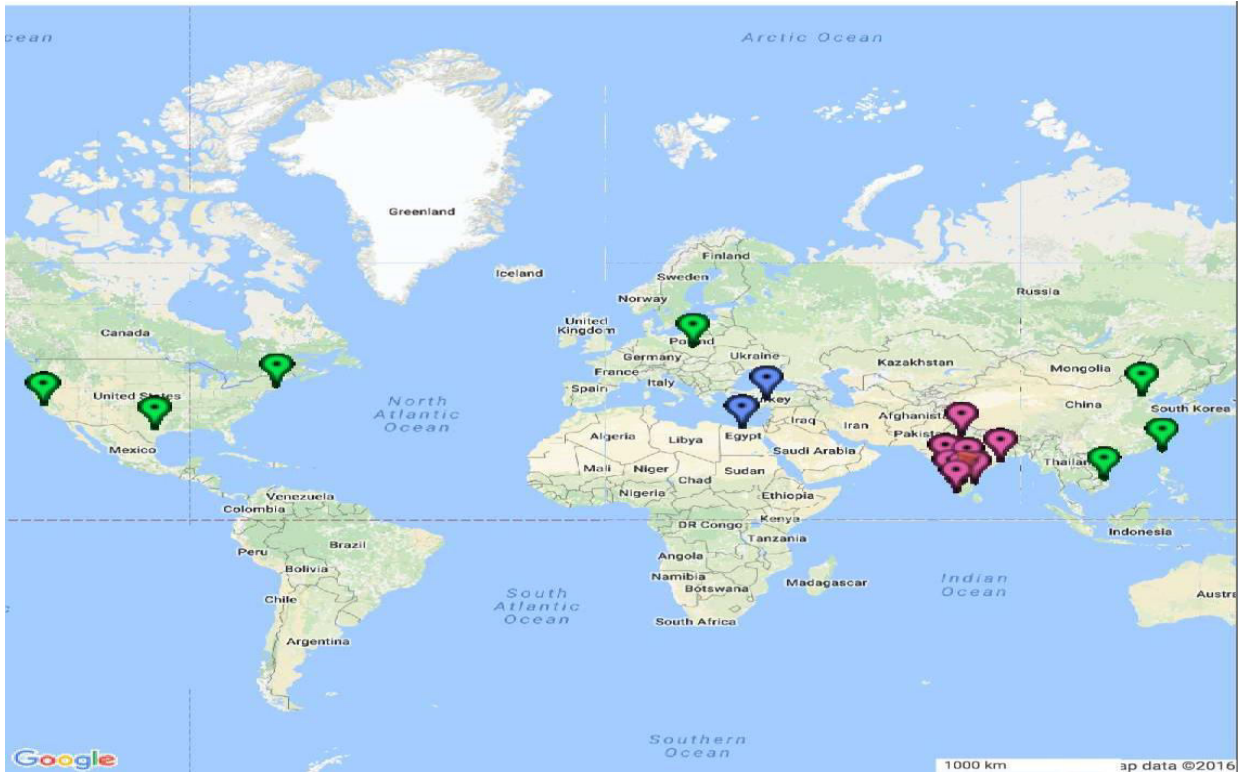 cean
Arctic Ocean
Greenland
Iceland
Finland
Sweden
Norway
Russia
Canada
United
Kingdom
Poland
Germany
Ukraine
Kazakhstan
Mongolia
France
Italy
Spain
United States
North
Atlantic
Ocean
Turkey
China
South Korea
Afghanist
Iraq
Iran
Pakista
Mexico
Algeria
Libya
Egypt
Saudi Arabia
Thailan
Mali
Niger
Sudan
Chad
Nigeria
Ethiopia
Venezuela
Colombia
DR Congo
Kenya
Tanzania
Indonesia
Peru
Brazil
Angola
Bolivia
Namibia
Botswana
Madagascar
Indian
Ocean
Chile
South
Atlantic
Ocean
Austra
South Africa
Argentina
Southern
Ocean
Google
1000 km
ap data ©2016